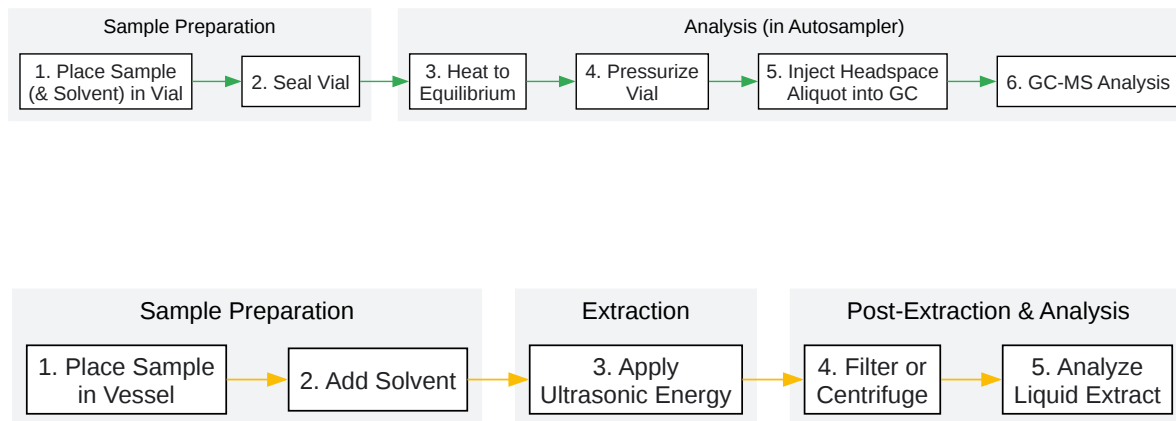 Sample Preparation
Analysis (in Autosampler)
1. Place Sample
(& Solvent) in Vial
2. Seal Vial
3. Heat to
Equilibrium
4. Pressurize
Vial
5. Inject Headspace
Aliquot into GC
6. GC-MS Analysis
Sample Preparation
Extraction
Post-Extraction & Analysis
1. Place Sample
in Vessel
2. Add Solvent
3. Apply
Ultrasonic Energy
4. Filter or
Centrifuge
5. Analyze
Liquid Extract